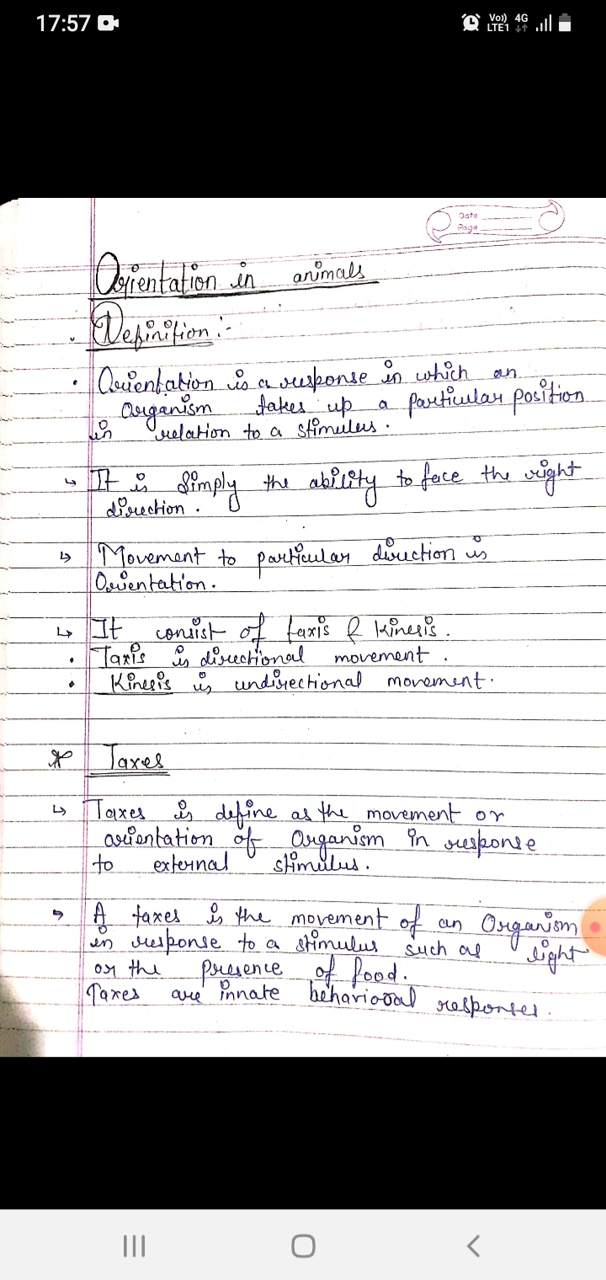 17:57
Vo)) 4G
LTE1
Date
Page
Orientation in animals
Definition :-
Orientation is a response in which an
Organism takes up a particular position
in relation to a stimulus.
It is simply the ability to face the right
direction.
Movement to particular direction is
Orientation.
It consist of taxis & kinesis.
Taxis is directional movement.
Kinesis is undirectional movement.
* Taxes
Taxes is define as the movement or
orientation of Organism in response
to external stimulus.
A taxes is the movement of an Organism
in response to a stimulus such as light
or the presence of food.
Taxes are innate behavioral responses.